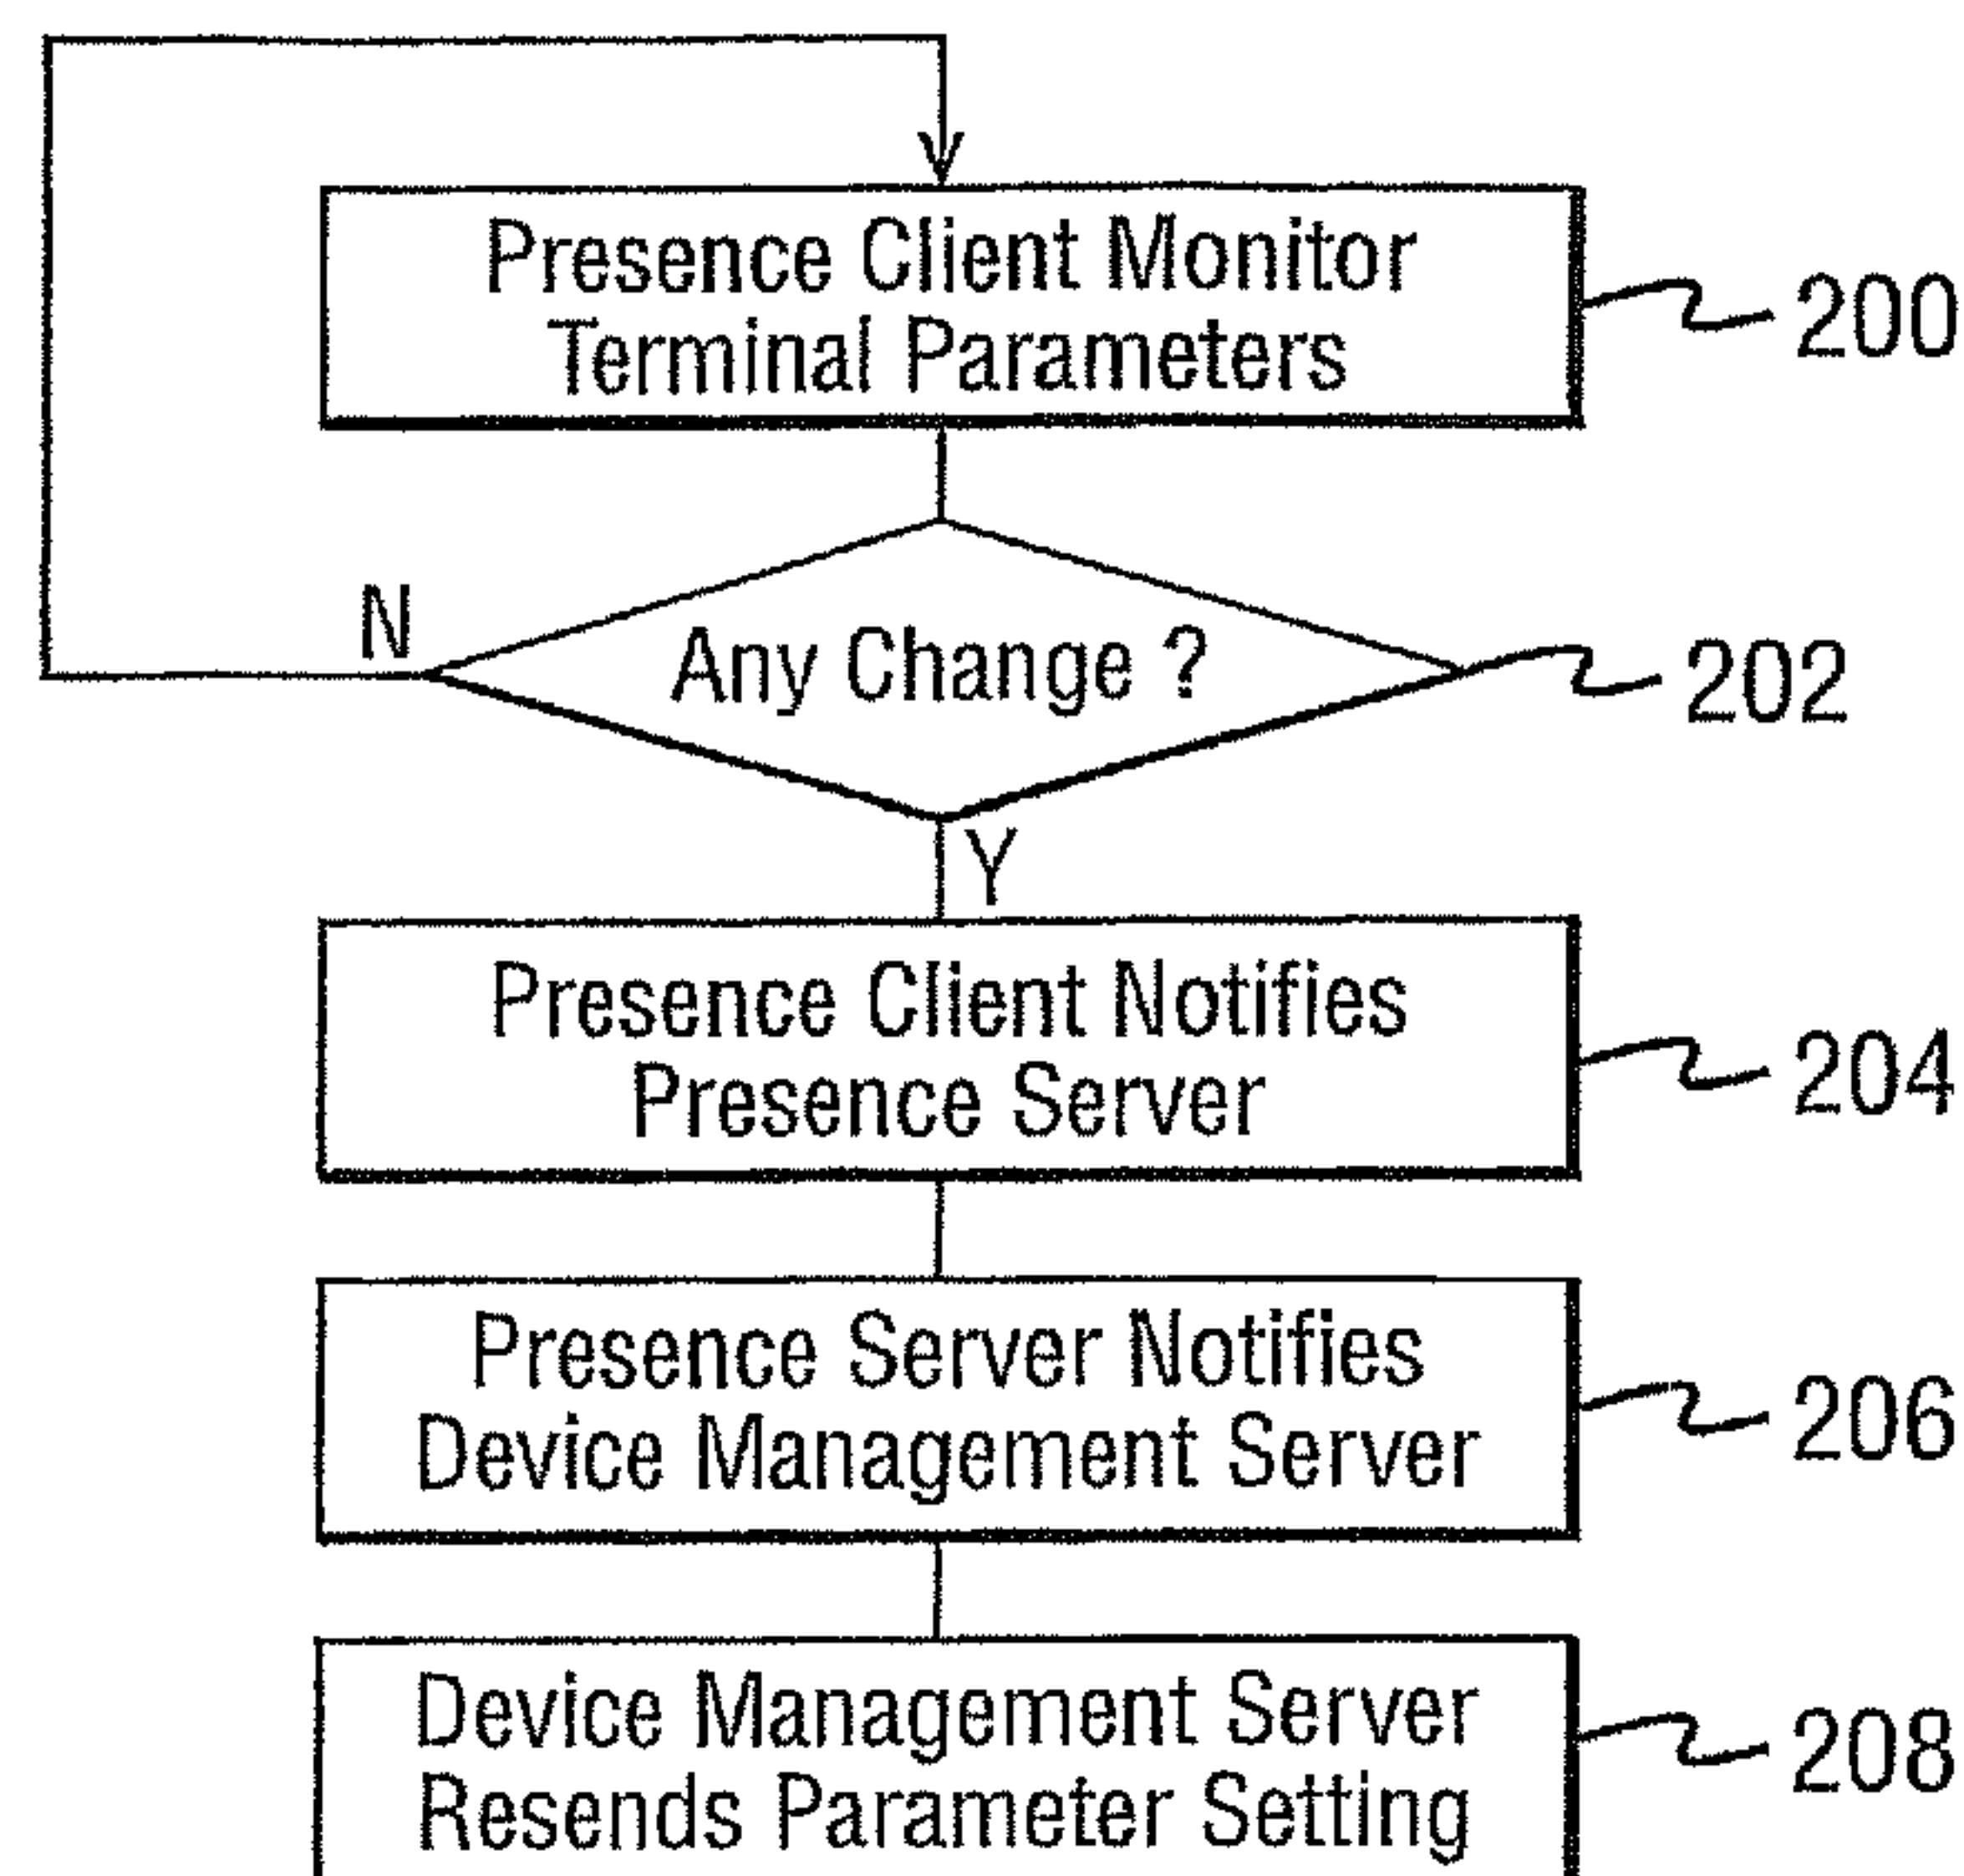 Presence Client Monitor
Terminal Parameters
200
N
Any Change ?
202
Y
Presence Client Notifies
Presence Server
204
Presence Server Notifies
Device Management Server
206
Device Management Server
Resends Parameter Setting
208